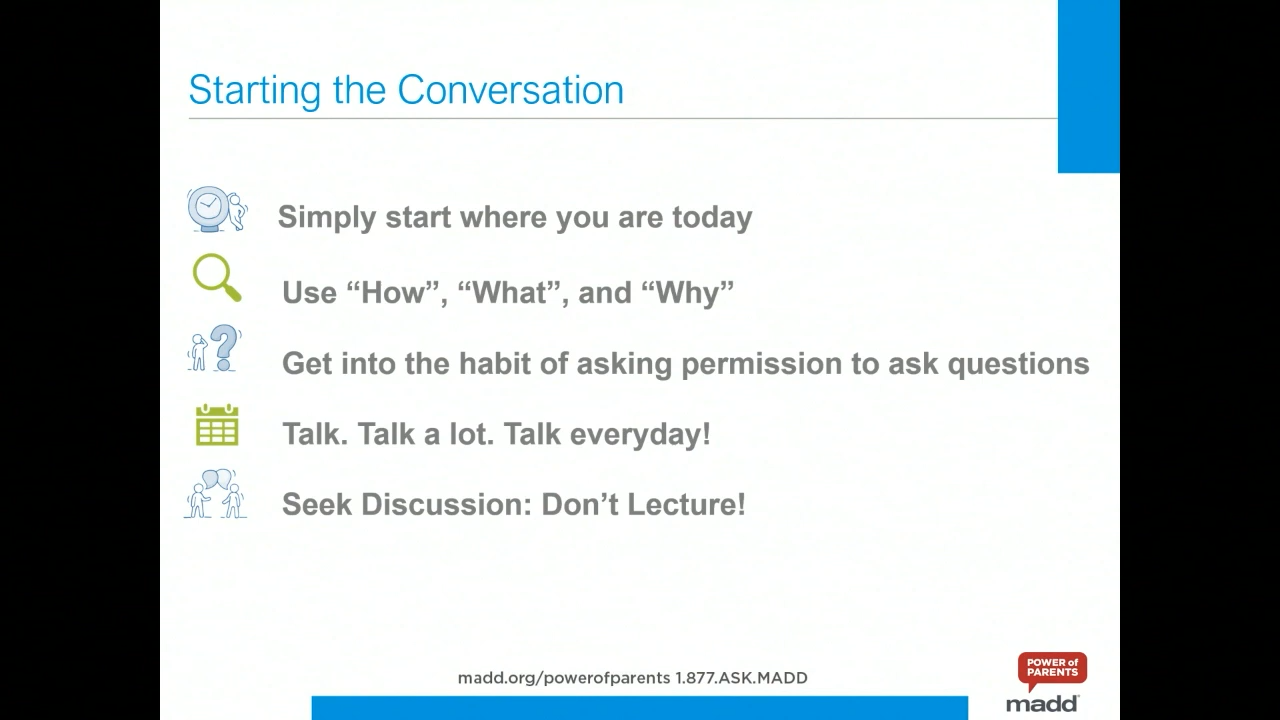 Starting the Conversation
Simply start where you are today
Use “How”, “What”, and “Why”
Get into the habit of asking permission to ask questions
Talk. Talk a lot. Talk everyday!
Seek Discussion: Don’t Lecture!
madd.org/powerofparents 1.877.ASK.MADD
POWER of
PARENTS
madd